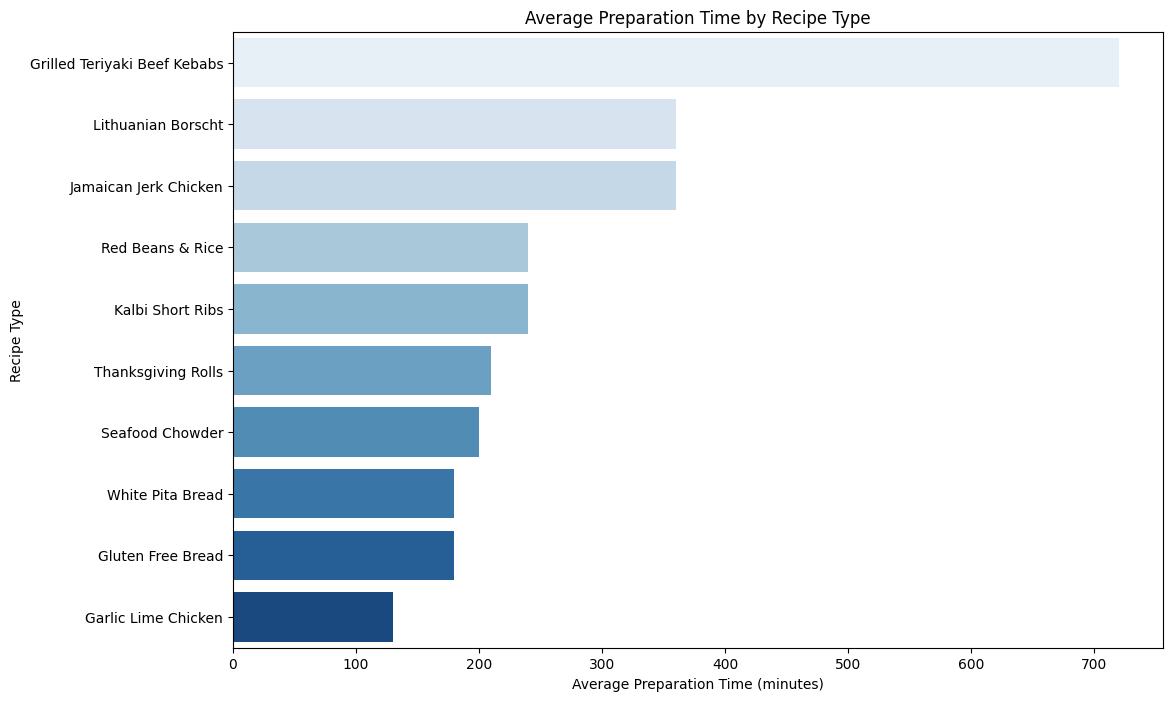 Average Preparation Time by Recipe Type
Grilled Teriyaki Beef Kebabs
Lithuanian Borscht
Jamaican Jerk Chicken
Red Beans & Rice
Kalbi Short Ribs
Thanksgiving Rolls
Seafood Chowder
White Pita Bread
Gluten Free Bread
Garlic Lime Chicken
Recipe Type
0 100 200 300 400 500 600 700
Average Preparation Time (minutes)